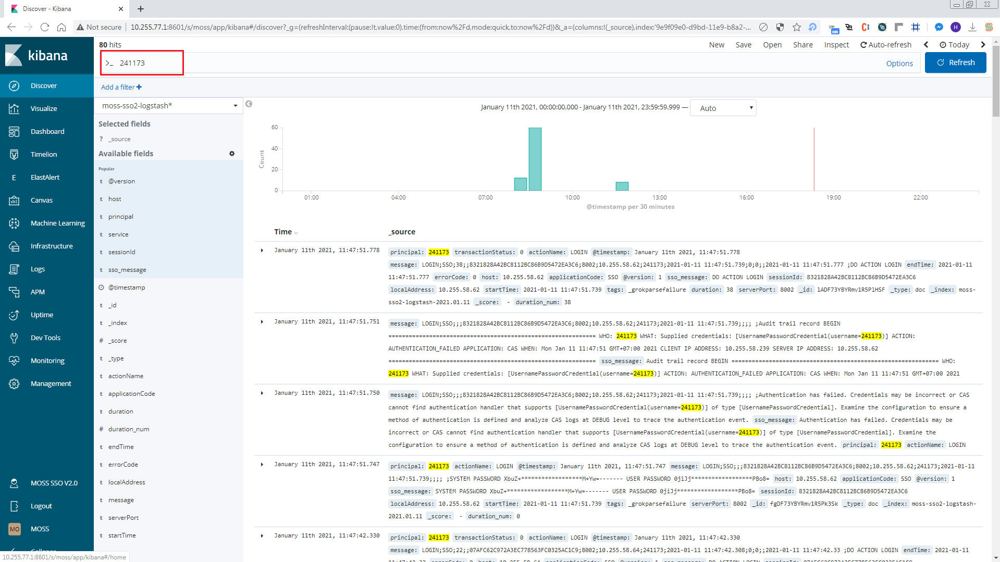 Discover - Kibana
Not secure
10.255.77.1:8601/s/moss/app/kibana#/discover?_g=(refreshInterval:(pause:!t,value:0),time:(from:now%2Fd,mode:quick,to:now%2Fd))&_a=(columns:!(_source),index:'9e9f09e0-d9bd-11e9-b8a2-...
on
H
kibana
Discover
Visualize
Dashboard
Timelion
E ElastAlert
Canvas
Machine Learning
Infrastructure
Logs
APM
Uptime
Dev Tools
Monitoring
Management
MOSS SSO V2.0
Logout
MO MOSS
10.255.77.1:8601/s/moss/app/kibana#/home
80 hits
New Save Open Share Inspect Auto-refresh Today
>_ 241173
Options
Refresh
Add a filter +
moss-sso2-logstash*
Selected fields
? _source
Available fields
Popular
t @version
t host
t principal
t service
t sessionId
t sso_message
@timestamp
t _id
t _index
# _score
t _type
t actionName
t applicationCode
t duration
# duration_num
t endTime
t errorCode
t localAddress
t message
t serverPort
t startTime
January 11th 2021, 00:00:00.000 - January 11th 2021, 23:59:59.999 — Auto
60
40
20
0
Count
01:00 04:00 07:00 10:00 13:00 16:00 19:00 22:00
@timestamp per 30 minutes
Time _source
January 11th 2021, 11:47:51.778
principal: 241173 transactionStatus: 0 actionName: LOGIN @timestamp: January 11th 2021, 11:47:51.778
message: LOGIN;SSO;38;;8321828A42BC8112BC86B9D5472EA3C6;8002;10.255.58.62;241173;2021-01-11 11:47:51.739;0;0;;2021-01-11 11:47:51.777 ;DO ACTION LOGIN endTime: 2021-01-11
11:47:51.777 errorCode: 0 host: 10.255.58.62 applicationCode: SSO @version: 1 sso_message: DO ACTION LOGIN sessionId: 8321828A42BC8112BC86B9D5472EA3C6
localAddress: 10.255.58.62 startTime: 2021-01-11 11:47:51.739 tags: _grokparsefailure duration: 38 serverPort: 8002 _id: lADF73YBYRmv1R5PlHSF _type: doc _index: moss-
sso2-logstash-2021.01.11 _score: - duration_num: 38
January 11th 2021, 11:47:51.751
message: LOGIN;SSO;;;8321828A42BC8112BC86B9D5472EA3C6;8002;10.255.58.62;241173;2021-01-11 11:47:51.739;;;; ;Audit trail record BEGIN
============================================================= WHO: 241173 WHAT: Supplied credentials: [UsernamePasswordCredential(username=241173)] ACTION:
AUTHENTICATION_FAILED APPLICATION: CAS WHEN: Mon Jan 11 11:47:51 GMT+07:00 2021 CLIENT IP ADDRESS: 10.255.58.239 SERVER IP ADDRESS: 10.255.58.62
============================================================= sso_message: Audit trail record BEGIN ============================================================= WHO:
241173 WHAT: Supplied credentials: [UsernamePasswordCredential(username=241173)] ACTION: AUTHENTICATION_FAILED APPLICATION: CAS WHEN: Mon Jan 11 11:47:51 GMT+07:00 2021
January 11th 2021, 11:47:51.750
message: LOGIN;SSO;;;8321828A42BC8112BC86B9D5472EA3C6;8002;10.255.58.62;241173;2021-01-11 11:47:51.739;;;; ;Authentication has failed. Credentials may be incorrect or CAS
cannot find authentication handler that supports [UsernamePasswordCredential(username=241173)] of type [UsernamePasswordCredential]. Examine the configuration to ensure a
method of authentication is defined and analyze CAS logs at DEBUG level to trace the authentication event. sso_message: Authentication has failed. Credentials may be
incorrect or CAS cannot find authentication handler that supports [UsernamePasswordCredential(username=241173)] of type [UsernamePasswordCredential]. Examine the
configuration to ensure a method of authentication is defined and analyze CAS logs at DEBUG level to trace the authentication event. principal: 241173 actionName: LOGIN
January 11th 2021, 11:47:51.747
principal: 241173 actionName: LOGIN @timestamp: January 11th 2021, 11:47:51.747 message: LOGIN;SSO;;;8321828A42BC8112BC86B9D5472EA3C6;8002;10.255.58.62;241173;2021-01-11
11:47:51.739;;;; ;SYSTEM PASSWORD XbuZ+******************M+Yw=------- USER PASSWORD 0jiJj******************PBo8= host: 10.255.58.62 applicationCode: SSO @version: 1
sso_message: SYSTEM PASSWORD XbuZ+******************M+Yw=------- USER PASSWORD 0jiJj******************PBo8= sessionId: 8321828A42BC8112BC86B9D5472EA3C6
localAddress: 10.255.58.62 startTime: 2021-01-11 11:47:51.739 tags: _grokparsefailure serverPort: 8002 _id: fgDF73YBYRmv1R5Pk3Sk _type: doc _index: moss-sso2-logstash-
2021.01.11 _score: - duration_num: 0
January 11th 2021, 11:47:42.330
principal: 241173 transactionStatus: 0 actionName: LOGIN @timestamp: January 11th 2021, 11:47:42.330
message: LOGIN;SSO;22;;07AFC62C972A3EC778563FC0325AC1C9;8002;10.255.58.64;241173;2021-01-11 11:47:42.308;0;0;;2021-01-11 11:47:42.33 ;DO ACTION LOGIN endTime: 2021-01-11